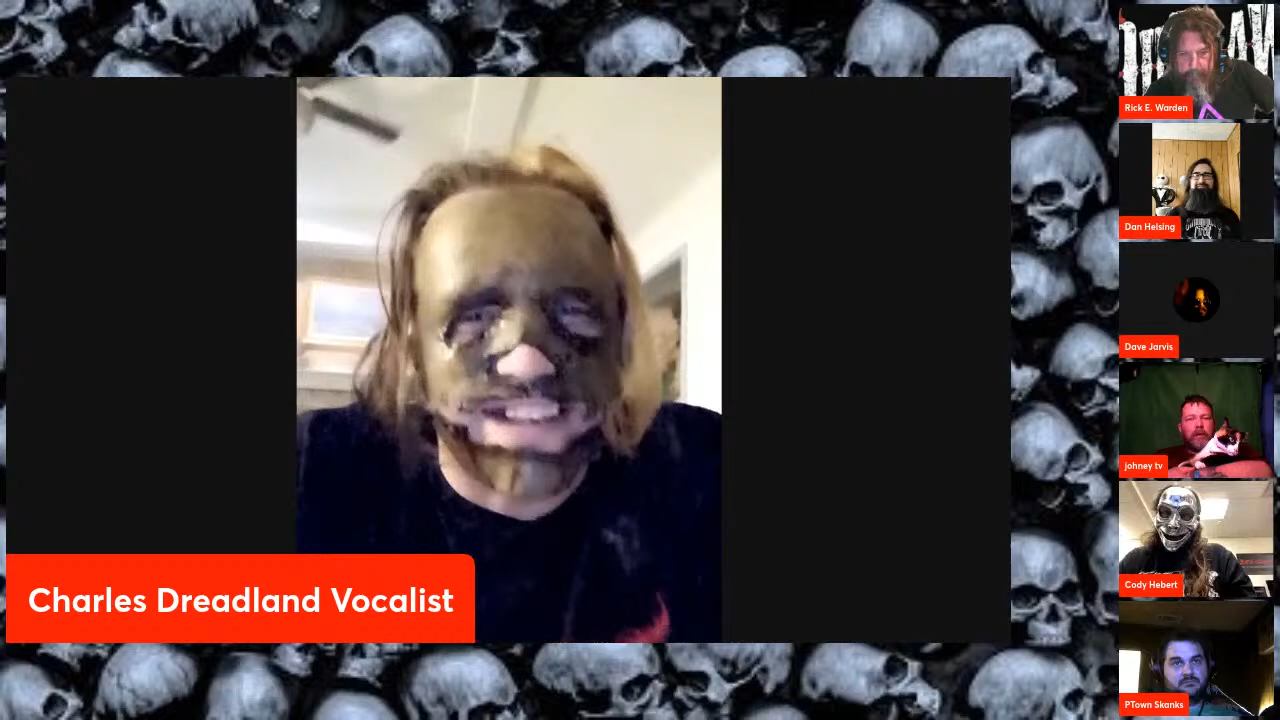 Charles Dreadland Vocalist
Rick E. Warden
Dan Helsing
Dave Jarvis
johney tv
Cody Hebert
PTown Skanks